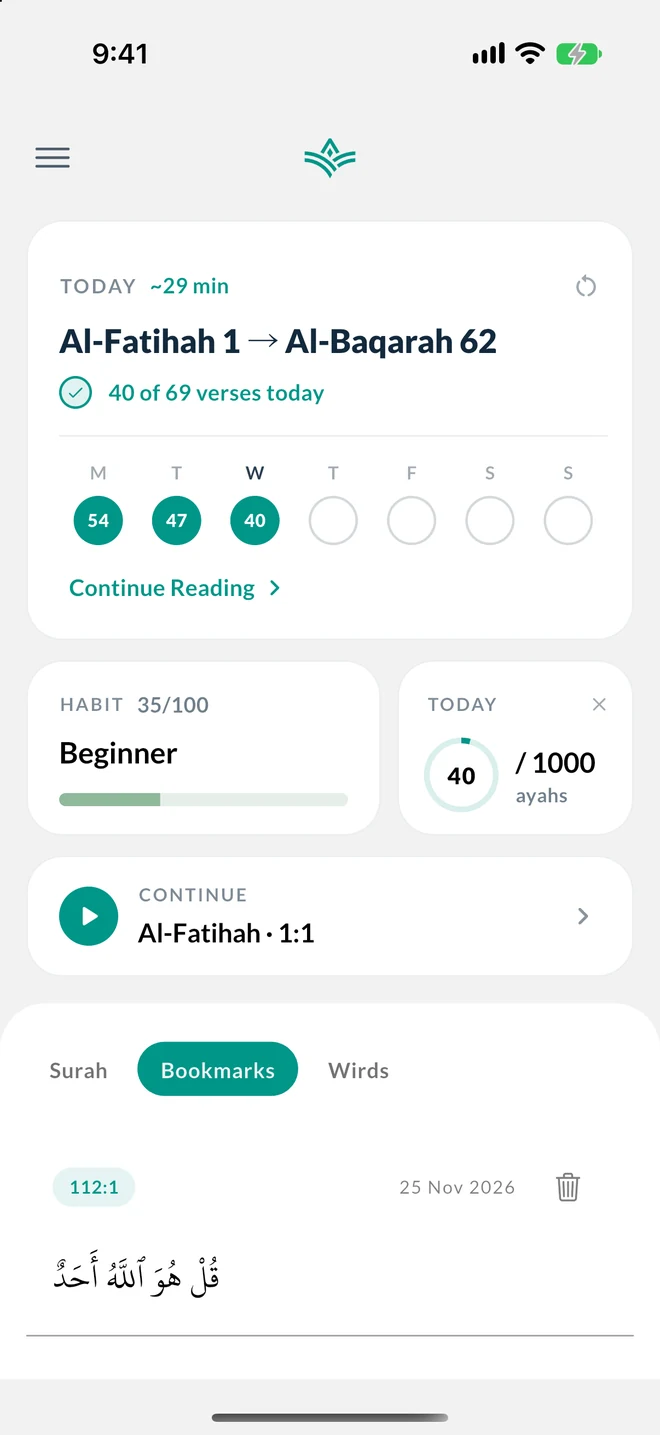 9:41
TODAY ~29 min
Al-Fatihah 1 → Al-Baqarah 62
40 of 69 verses today
M T W T F S S
54 47 40
Continue Reading
HABIT 35/100
Beginner
TODAY
40 / 1000
ayahs
CONTINUE
Al-Fatihah · 1:1
Surah Bookmarks Wirds
112:1 25 Nov 2026
قُلْ هُوَ ٱللَّهُ أَحَدٌ